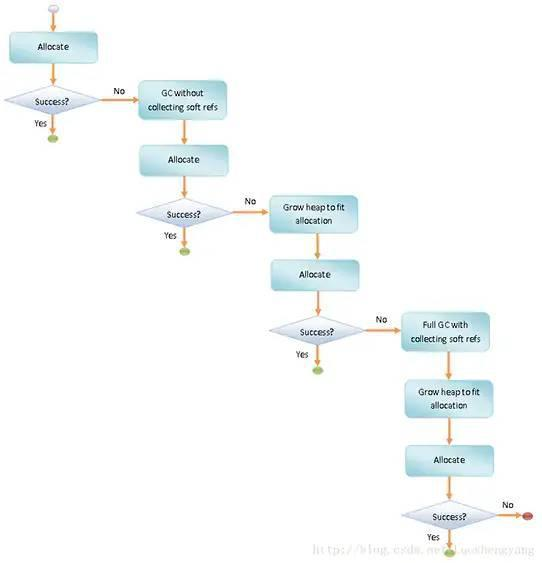 Allocate
Success?
No
Yes
GC without
collecting soft refs
Allocate
Success?
No
Yes
Grow heap to fit
allocation
Allocate
Success?
No
Yes
Full GC with
collecting soft refs
Grow heap to fit
allocation
Allocate
Success?
No
Yes
http://blog.csdn.net/Luoshengyang